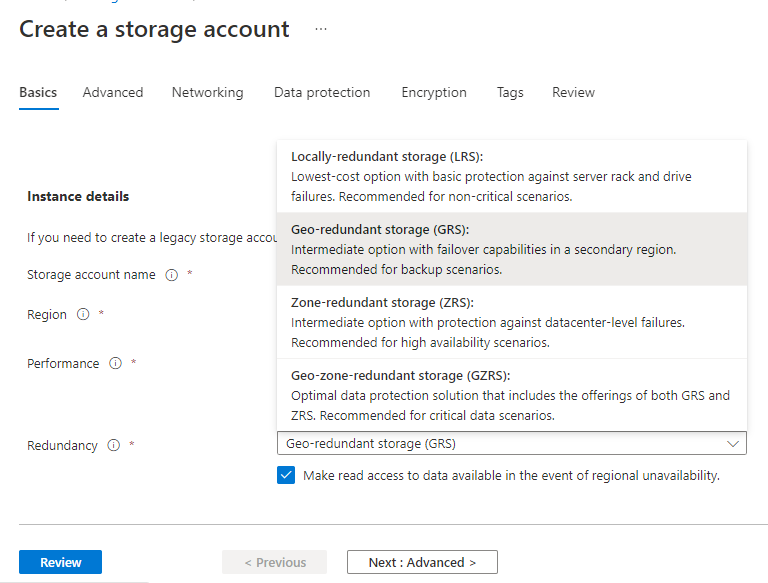 Create a storage account ...
Basics Advanced Networking Data protection Encryption Tags Review
Instance details
If you need to create a legacy storage accou
Storage account name *
Region *
Performance *
Locally-redundant storage (LRS):
Lowest-cost option with basic protection against server rack and drive
failures. Recommended for non-critical scenarios.
Geo-redundant storage (GRS):
Intermediate option with failover capabilities in a secondary region.
Recommended for backup scenarios.
Zone-redundant storage (ZRS):
Intermediate option with protection against datacenter-level failures.
Recommended for high availability scenarios.
Geo-zone-redundant storage (GZRS):
Optimal data protection solution that includes the offerings of both GRS and
ZRS. Recommended for critical data scenarios.
Redundancy *
Geo-redundant storage (GRS)
Make read access to data available in the event of regional unavailability.
Review < Previous Next : Advanced >